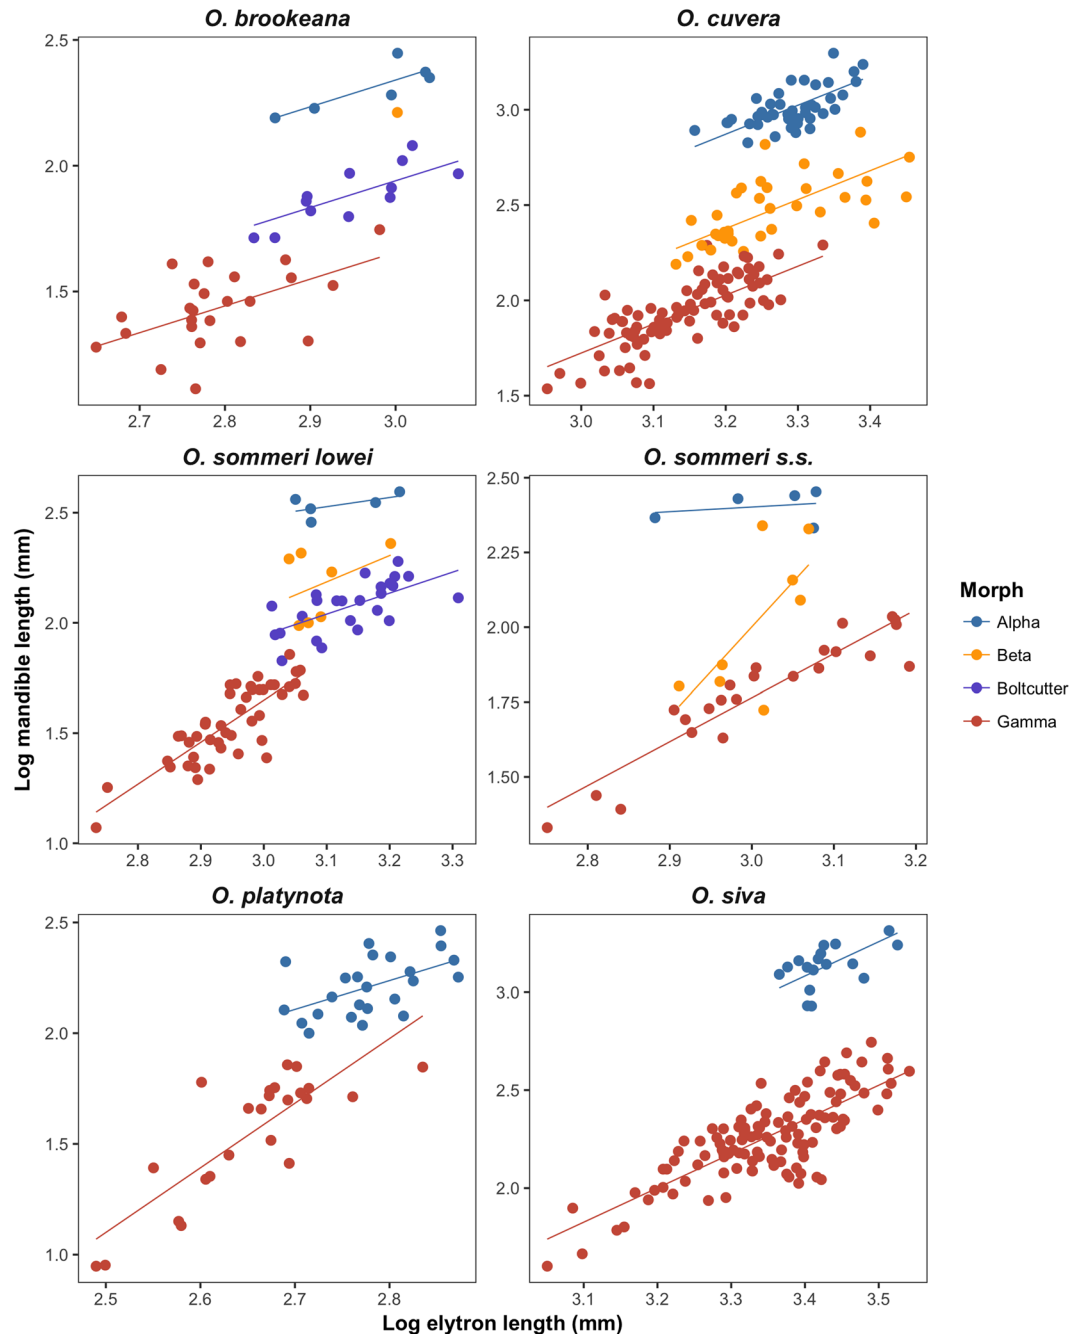 O. brookeana
O. cuvera
2.5
2.0
1.5
2.7 2.8 2.9 3.0
3.0
2.5
2.0
1.5
3.0 3.1 3.2 3.3 3.4
O. sommeri lowei
O. sommeri s.s.
2.5
2.0
1.5
1.0
2.8 2.9 3.0 3.1 3.2 3.3
2.50
2.25
2.00
1.75
1.50
2.8 2.9 3.0 3.1 3.2
O. platynota
O. siva
2.5
2.0
1.5
1.0
2.5 2.6 2.7 2.8
3.0
2.5
2.0
3.1 3.2 3.3 3.4 3.5
Log mandible length (mm)
Log elytron length (mm)
Morph
Alpha
Beta
Boltcutter
Gamma